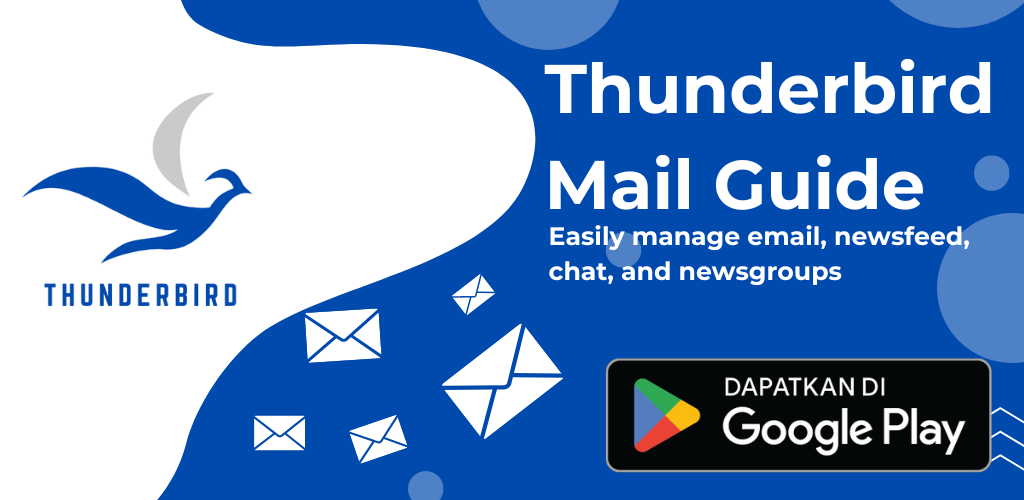 THUNDERBIRD
Thunderbird
Mail Guide
Easily manage email, newsfeed,
chat, and newsgroups
DAPATKAN DI
Google Play